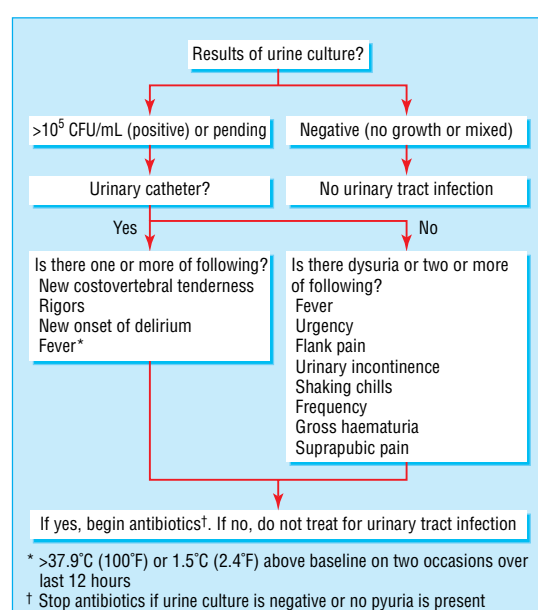 Results of urine culture?
>10⁵ CFU/mL (positive) or pending
Negative (no growth or mixed)
Urinary catheter?
No urinary tract infection
Yes
No
Is there one or more of following?
New costovertebral tenderness
Rigors
New onset of delirium
Fever*
Is there dysuria or two or more
of following?
Fever
Urgency
Flank pain
Urinary incontinence
Shaking chills
Frequency
Gross haematuria
Suprapubic pain
If yes, begin antibiotics†. If no, do not treat for urinary tract infection
* >37.9˚C (100˚F) or 1.5˚C (2.4˚F) above baseline on two occasions over
last 12 hours
† Stop antibiotics if urine culture is negative or no pyuria is present